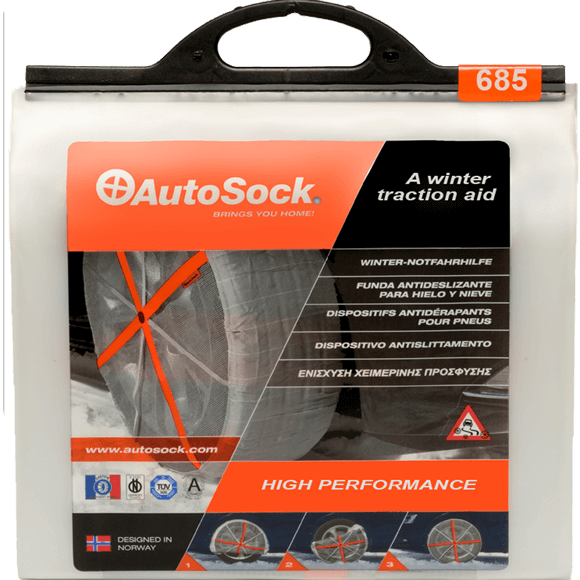 685
AutoSock®
BRINGS YOU HOME!
A winter
traction aid
WINTER-NOTFAHRHILFE
FUNDA ANTIDESLIZANTE
PARA HIELO Y NIEVE
DISPOSITIFS ANTIDÉRAPANTS
POUR PNEUS
DISPOSITIVO ANTISLITTAMENTO
ΕΝΙΣΧΥΣΗ ΧΕΙΜΕΡΙΝΗΣ ΠΡΟΣΦΥΣΗΣ
www.autosock.com
TÜV
A
HIGH PERFORMANCE
DESIGNED IN
NORWAY
1
2
3